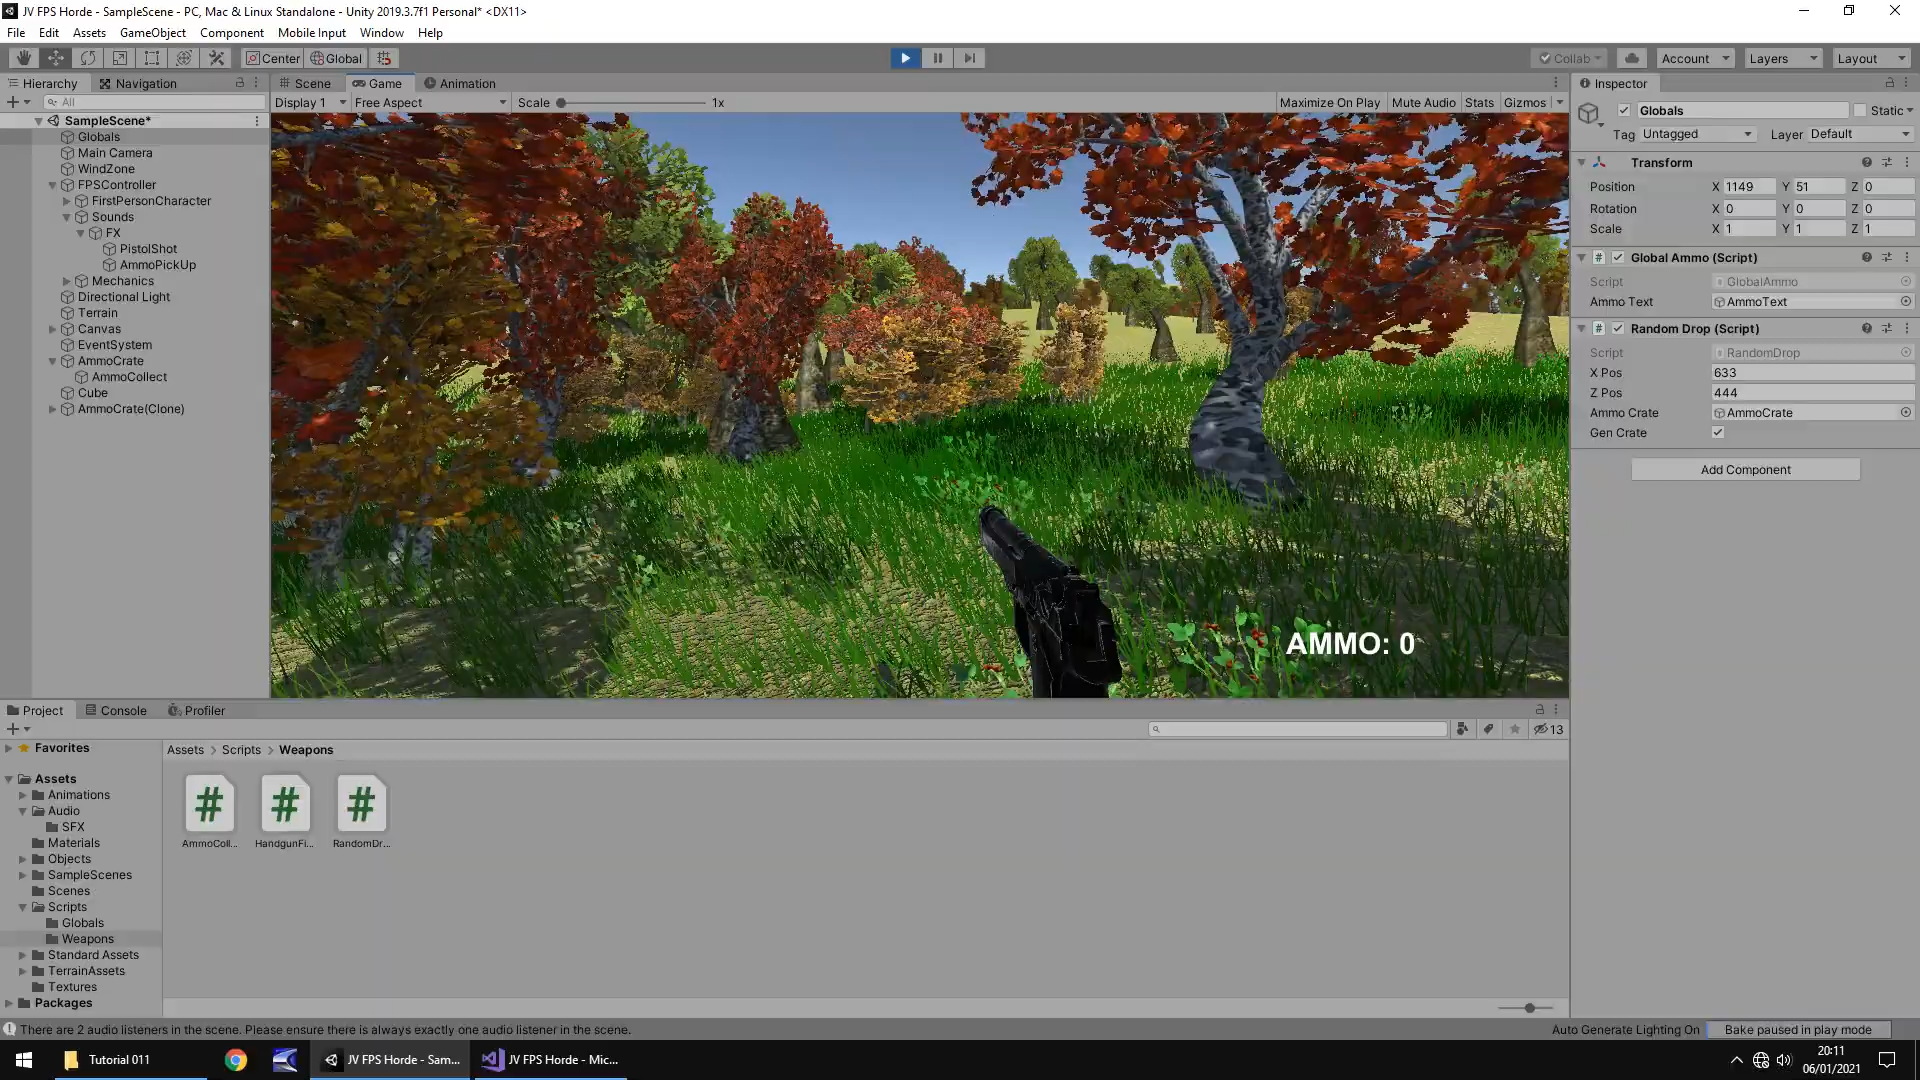 JV FPS Horde - SampleScene - PC, Mac & Linux Standalone - Unity 2019.3.7f1 Personal* <DX11>
File Edit Assets GameObject Component Mobile Input Window Help
Center Global Collab Account Layers Layout
Hierarchy Navigation Scene Game Animation Inspector
All Display 1 Free Aspect Scale 1x Maximize On Play Mute Audio Stats Gizmos
SampleScene*
Globals
Main Camera
WindZone
FPSController
FirstPersonCharacter
Sounds
FX
PistolShot
AmmoPickUp
Mechanics
Directional Light
Terrain
Canvas
EventSystem
AmmoCrate
AmmoCollect
Cube
AmmoCrate(Clone)
AMMO: 0
Globals Static
Tag Untagged Layer Default
Transform
Position X 1149 Y 51 Z 0
Rotation X 0 Y 0 Z 0
Scale X 1 Y 1 Z 1
Global Ammo (Script)
Script GlobalAmmo
Ammo Text AmmoText
Random Drop (Script)
Script RandomDrop
X Pos 633
Z Pos 444
Ammo Crate AmmoCrate
Gen Crate
Add Component
Project Console Profiler
13
Favorites
Assets
Animations
Audio
SFX
Materials
Objects
SampleScenes
Scenes
Scripts
Globals
Weapons
Standard Assets
TerrainAssets
Textures
Packages
Assets > Scripts > Weapons
AmmoColl... HandgunFi... RandomDr...
There are 2 audio listeners in the scene. Please ensure there is always exactly one audio listener in the scene.
Auto Generate Lighting On Bake paused in play mode
Tutorial 011 JV FPS Horde - Sam... JV FPS Horde - Mic...
20:11
06/01/2021